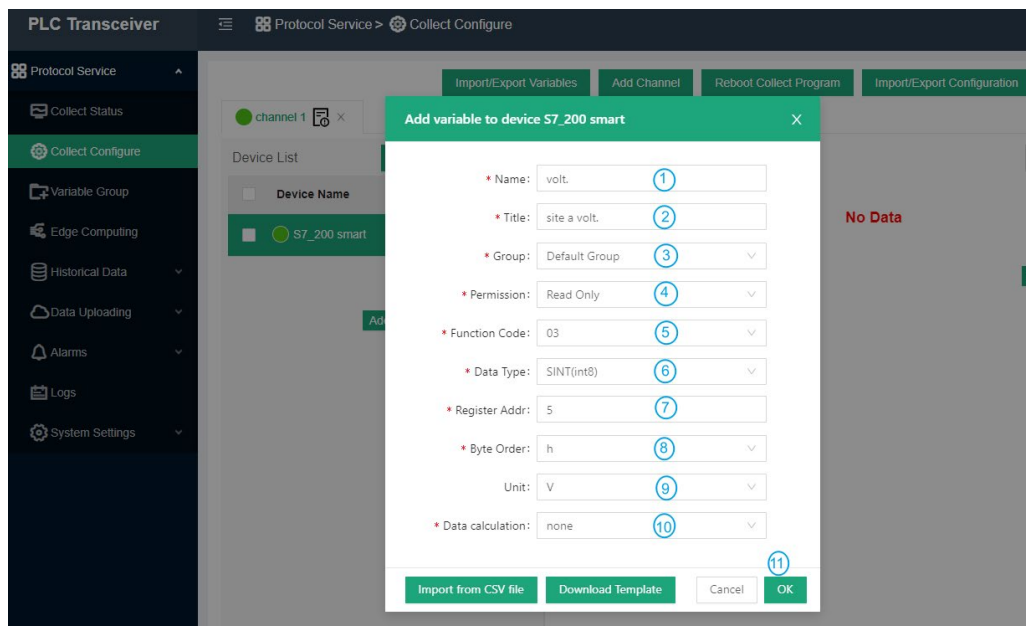 PLC Transceiver
Protocol Service > Collect Configure
Protocol Service
Collect Status
Collect Configure
Variable Group
Edge Computing
Historical Data
Data Uploading
Alarms
Logs
System Settings
Import/Export Variables Add Channel Reboot Collect Program Import/Export Configuration
channel 1
Device List
Device Name
S7_200 smart
No Data
Add variable to device S7_200 smart X
* Name: volt. 1
* Title: site a volt. 2
* Group: Default Group 3
* Permission: Read Only 4
* Function Code: 03 5
* Data Type: SINT(int8) 6
* Register Addr: 5 7
* Byte Order: h 8
Unit: V 9
* Data calculation: none 10
11
Import from CSV file Download Template Cancel OK